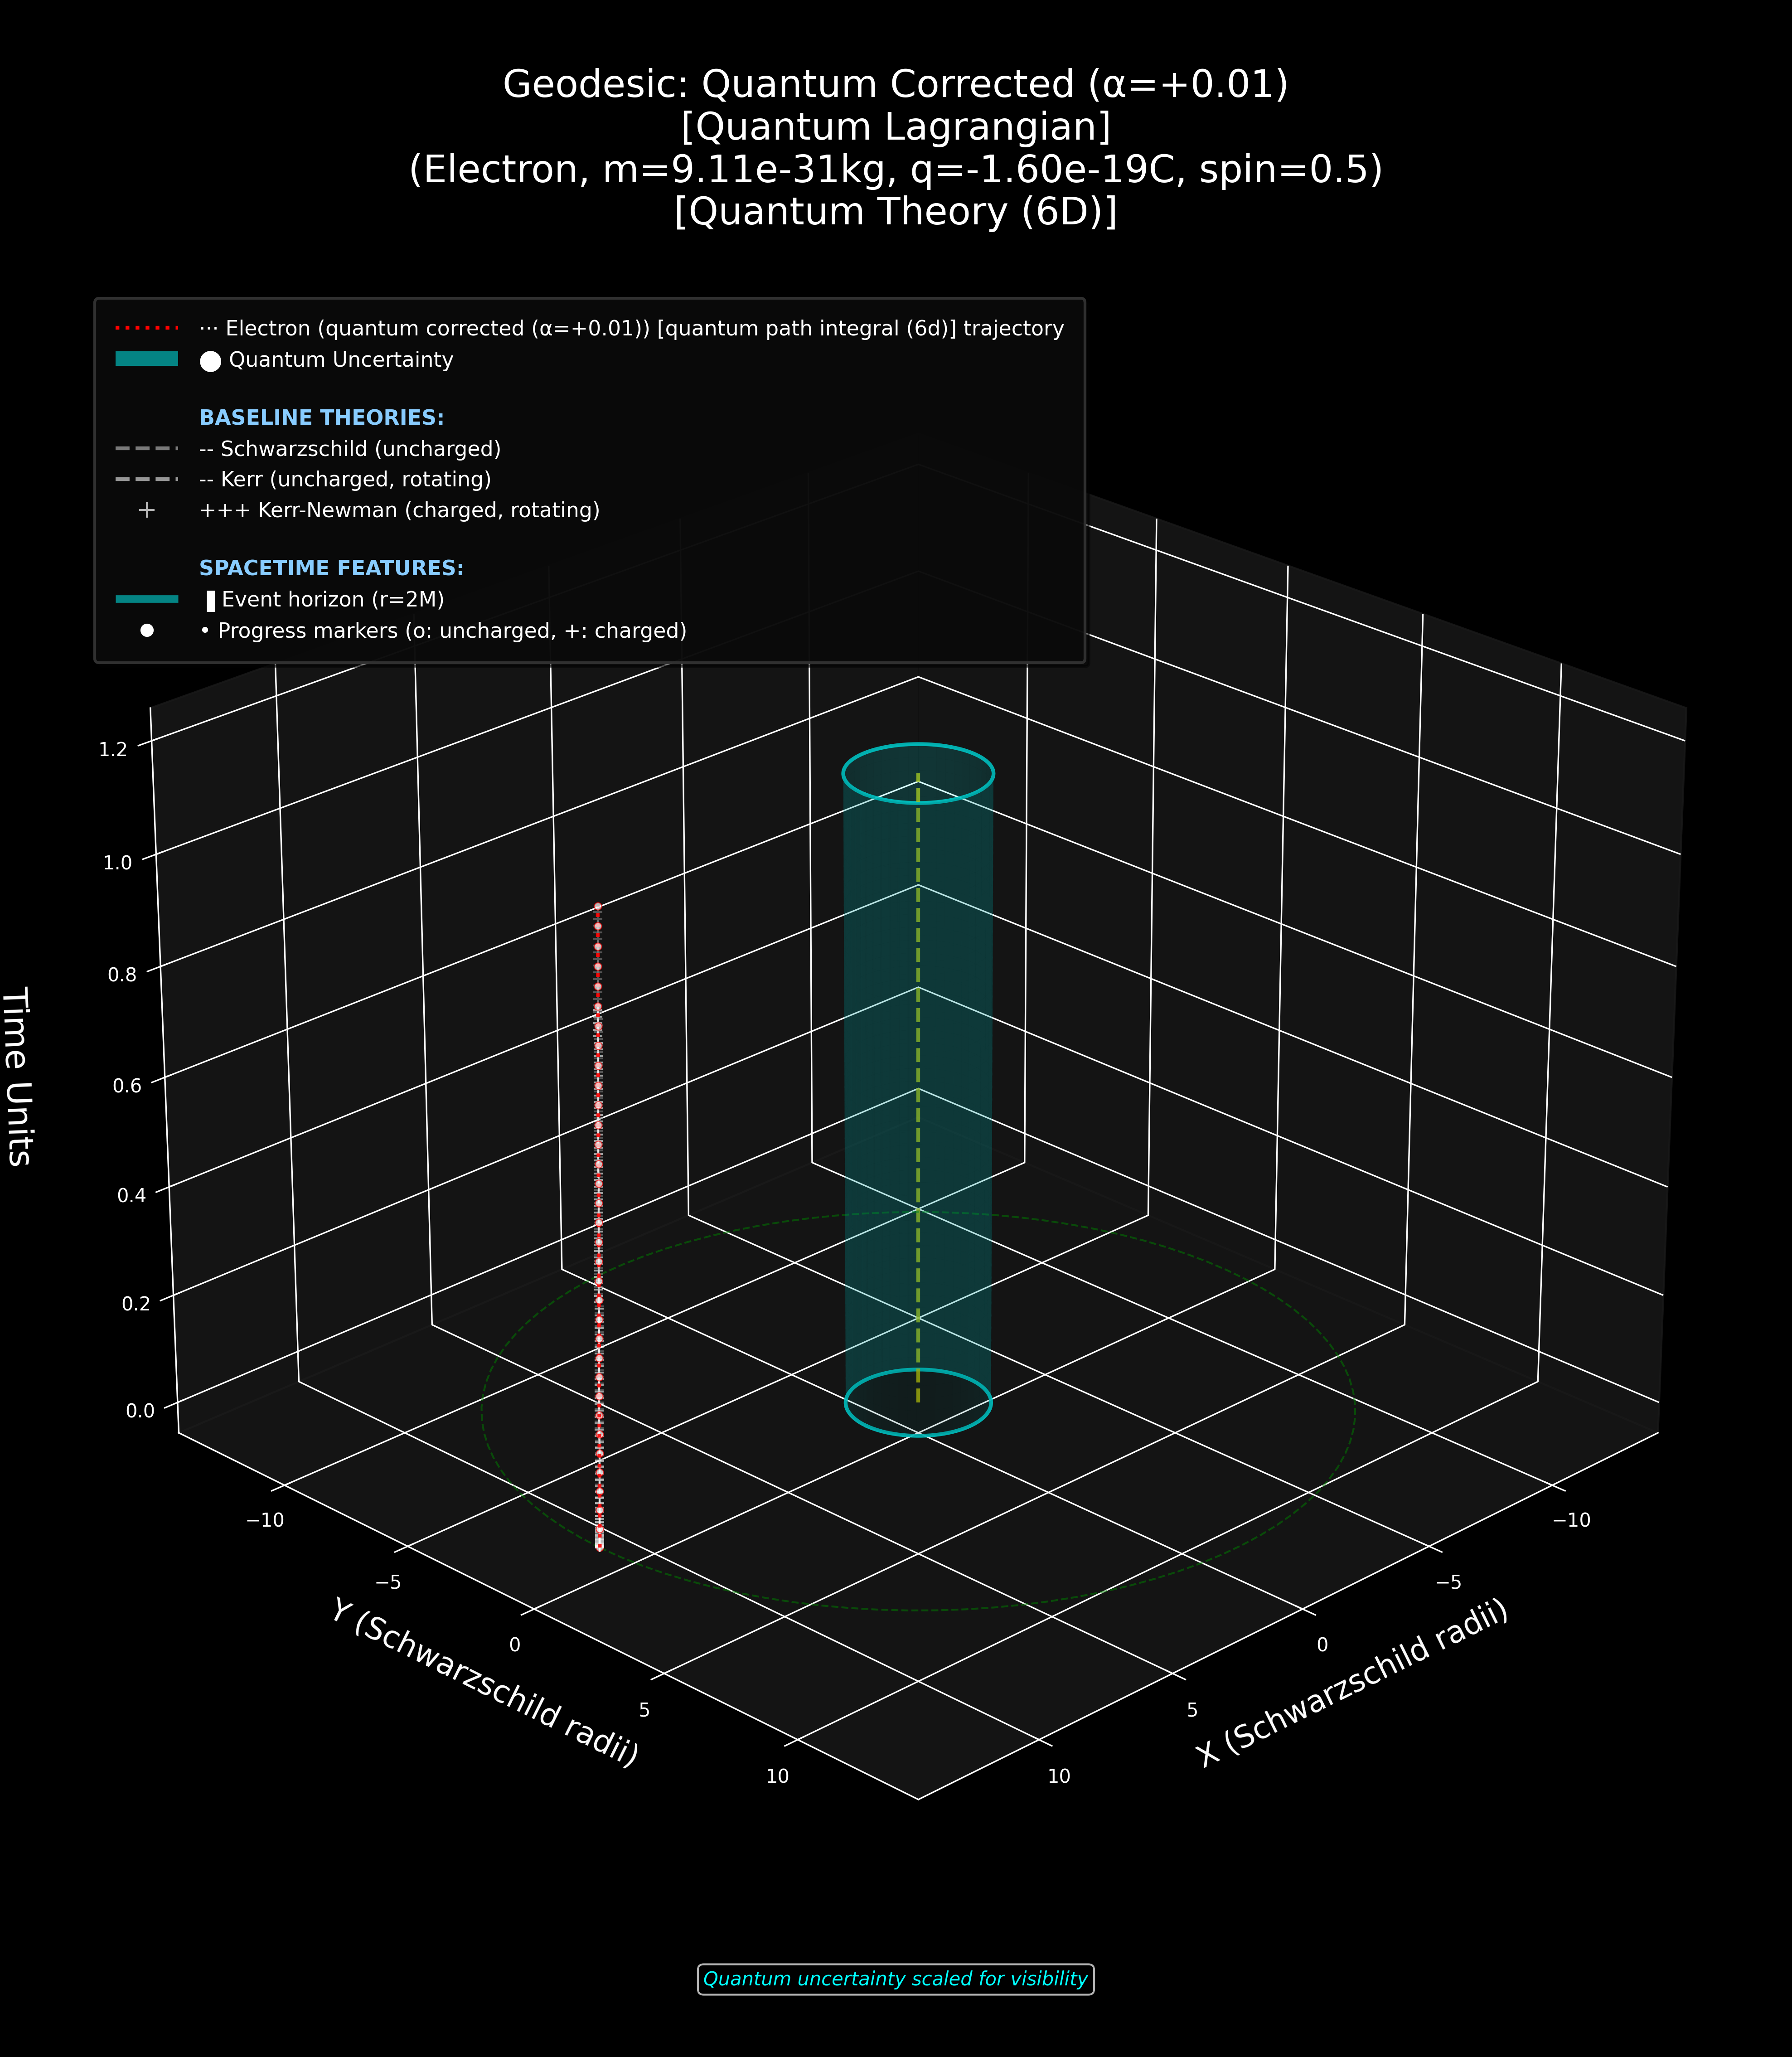 Geodesic: Quantum Corrected (α=+0.01)
[Quantum Lagrangian]
(Electron, m=9.11e-31kg, q=-1.60e-19C, spin=0.5)
[Quantum Theory (6D)]
··· Electron (quantum corrected (α=+0.01)) [quantum path integral (6d)] trajectory
● Quantum Uncertainty
BASELINE THEORIES:
-- Schwarzschild (uncharged)
-- Kerr (uncharged, rotating)
+++ Kerr-Newman (charged, rotating)
SPACETIME FEATURES:
▐ Event horizon (r=2M)
• Progress markers (o: uncharged, +: charged)
1.2
1.0
0.8
0.6
0.4
0.2
0.0
Time Units
−10
−5
0
5
10
Y (Schwarzschild radii)
−10
−5
0
5
10
X (Schwarzschild radii)
Quantum uncertainty scaled for visibility